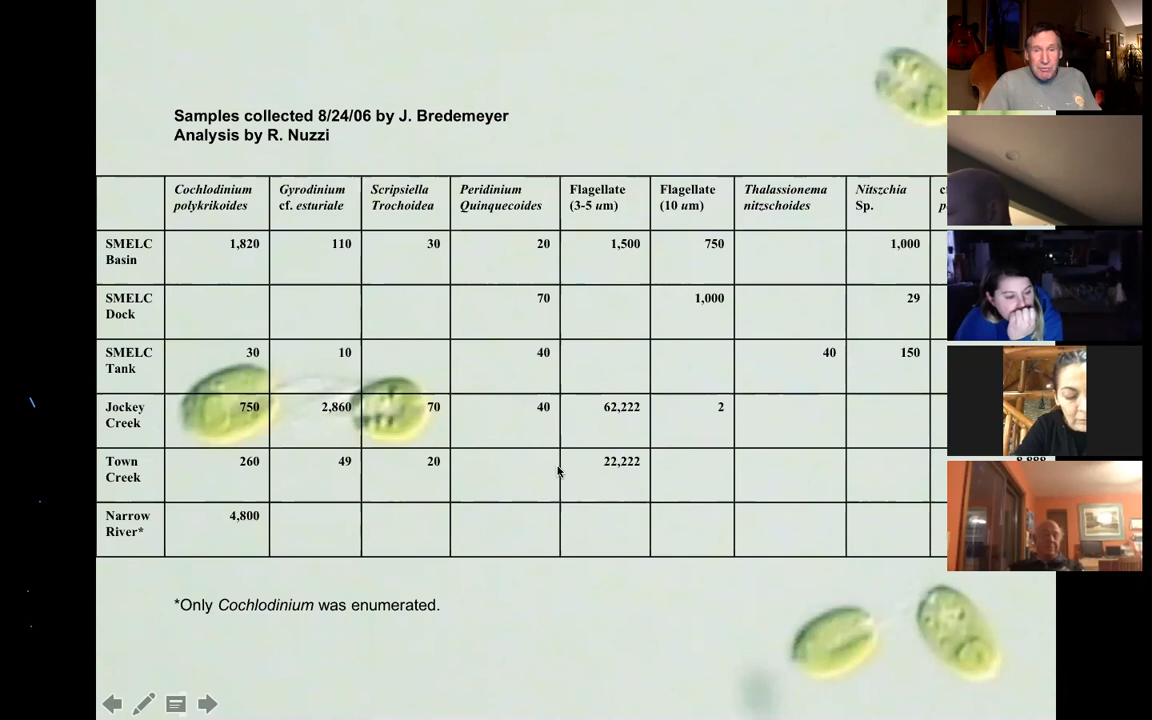 Samples collected 8/24/06 by J. Bredemeyer
Analysis by R. Nuzzi
Cochlodinium polykrikoides Gyrodinium cf. esturiale Scripsiella Trochoidea Peridinium Quinquecoides Flagellate (3-5 um) Flagellate (10 um) Thalassionema nitzschoides Nitszchia Sp.
SMELC Basin 1,820 110 30 20 1,500 750 1,000
SMELC Dock 70 1,000 29
SMELC Tank 30 10 40 40 150
Jockey Creek 750 2,860 70 40 62,222 2
Town Creek 260 49 20 22,222
Narrow River* 4,800
*Only Cochlodinium was enumerated.